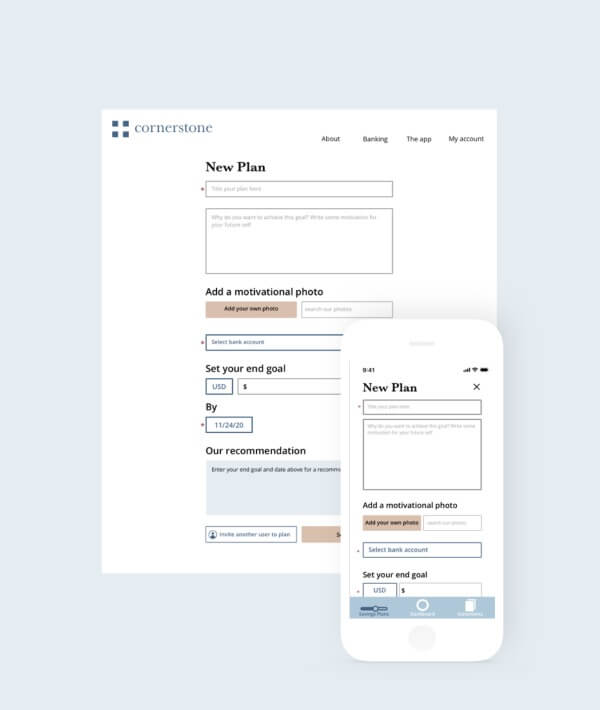 cornerstone
About Banking The app My account
New Plan
* Title your plan here
Why do you want to achieve this goal? Write some motivation for
your future self!
Add a motivational photo
Add your own photo search our photos
* Select bank account
Set your end goal
USD $
By
* 11/24/20
Our recommendation
Enter your end goal and date above for a recomm
Invite another user to plan S
9:41
New Plan
* Title your plan here
Why do you want to achieve this goal? Write some
motivation for your future self!
Add a motivational photo
Add your own photo search our photos
* Select bank account
Set your end goal
* USD $
Savings Plans Dashboard Statements